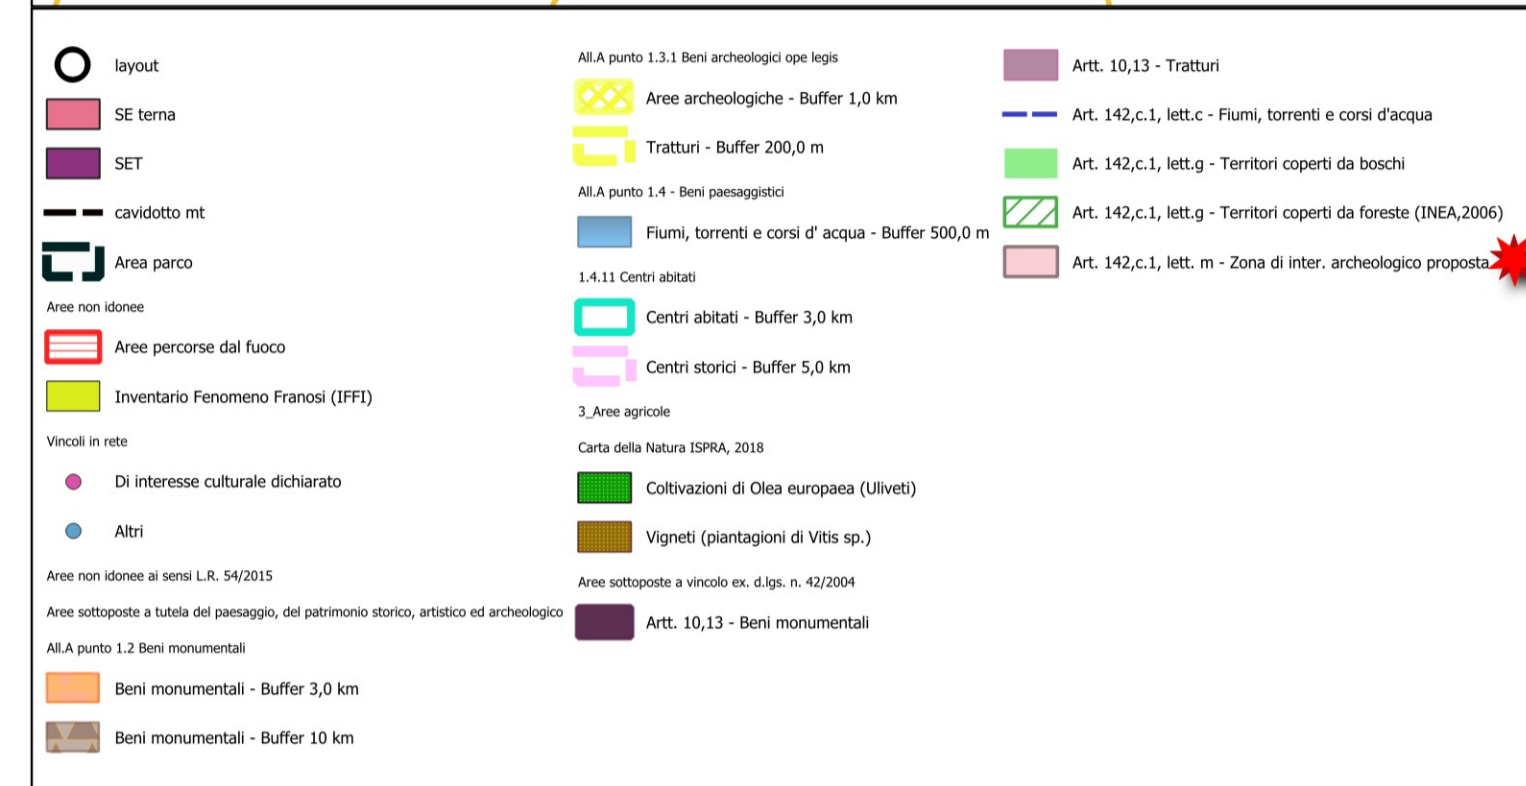 layout
SE terna
SET
cavidotto mt
Area parco
Aree non idonee
Aree percorse dal fuoco
Inventario Fenomeno Franosi (IFFI)
Vincoli in rete
Di interesse culturale dichiarato
Altri
Aree non idonee ai sensi L.R. 54/2015
Aree sottoposte a tutela del paesaggio, del patrimonio storico, artistico ed archeologico
All.A punto 1.2 Beni monumentali
Beni monumentali - Buffer 3,0 km
Beni monumentali - Buffer 10 km
All.A punto 1.3.1 Beni archeologici ope legis
Aree archeologiche - Buffer 1,0 km
Tratturi - Buffer 200,0 m
All.A punto 1.4 - Beni paesaggistici
Fiumi, torrenti e corsi d' acqua - Buffer 500,0 m
1.4.11 Centri abitati
Centri abitati - Buffer 3,0 km
Centri storici - Buffer 5,0 km
3_Aree agricole
Carta della Natura ISPRA, 2018
Coltivazioni di Olea europaea (Uliveti)
Vigneti (piantagioni di Vitis sp.)
Aree sottoposte a vincolo ex. d.lgs. n. 42/2004
Artt. 10,13 - Beni monumentali
Artt. 10,13 - Tratturi
Art. 142,c.1, lett.c - Fiumi, torrenti e corsi d'acqua
Art. 142,c.1, lett.g - Territori coperti da boschi
Art. 142,c.1, lett.g - Territori coperti da foreste (INEA,2006)
Art. 142,c.1, lett. m - Zona di inter. archeologico proposta